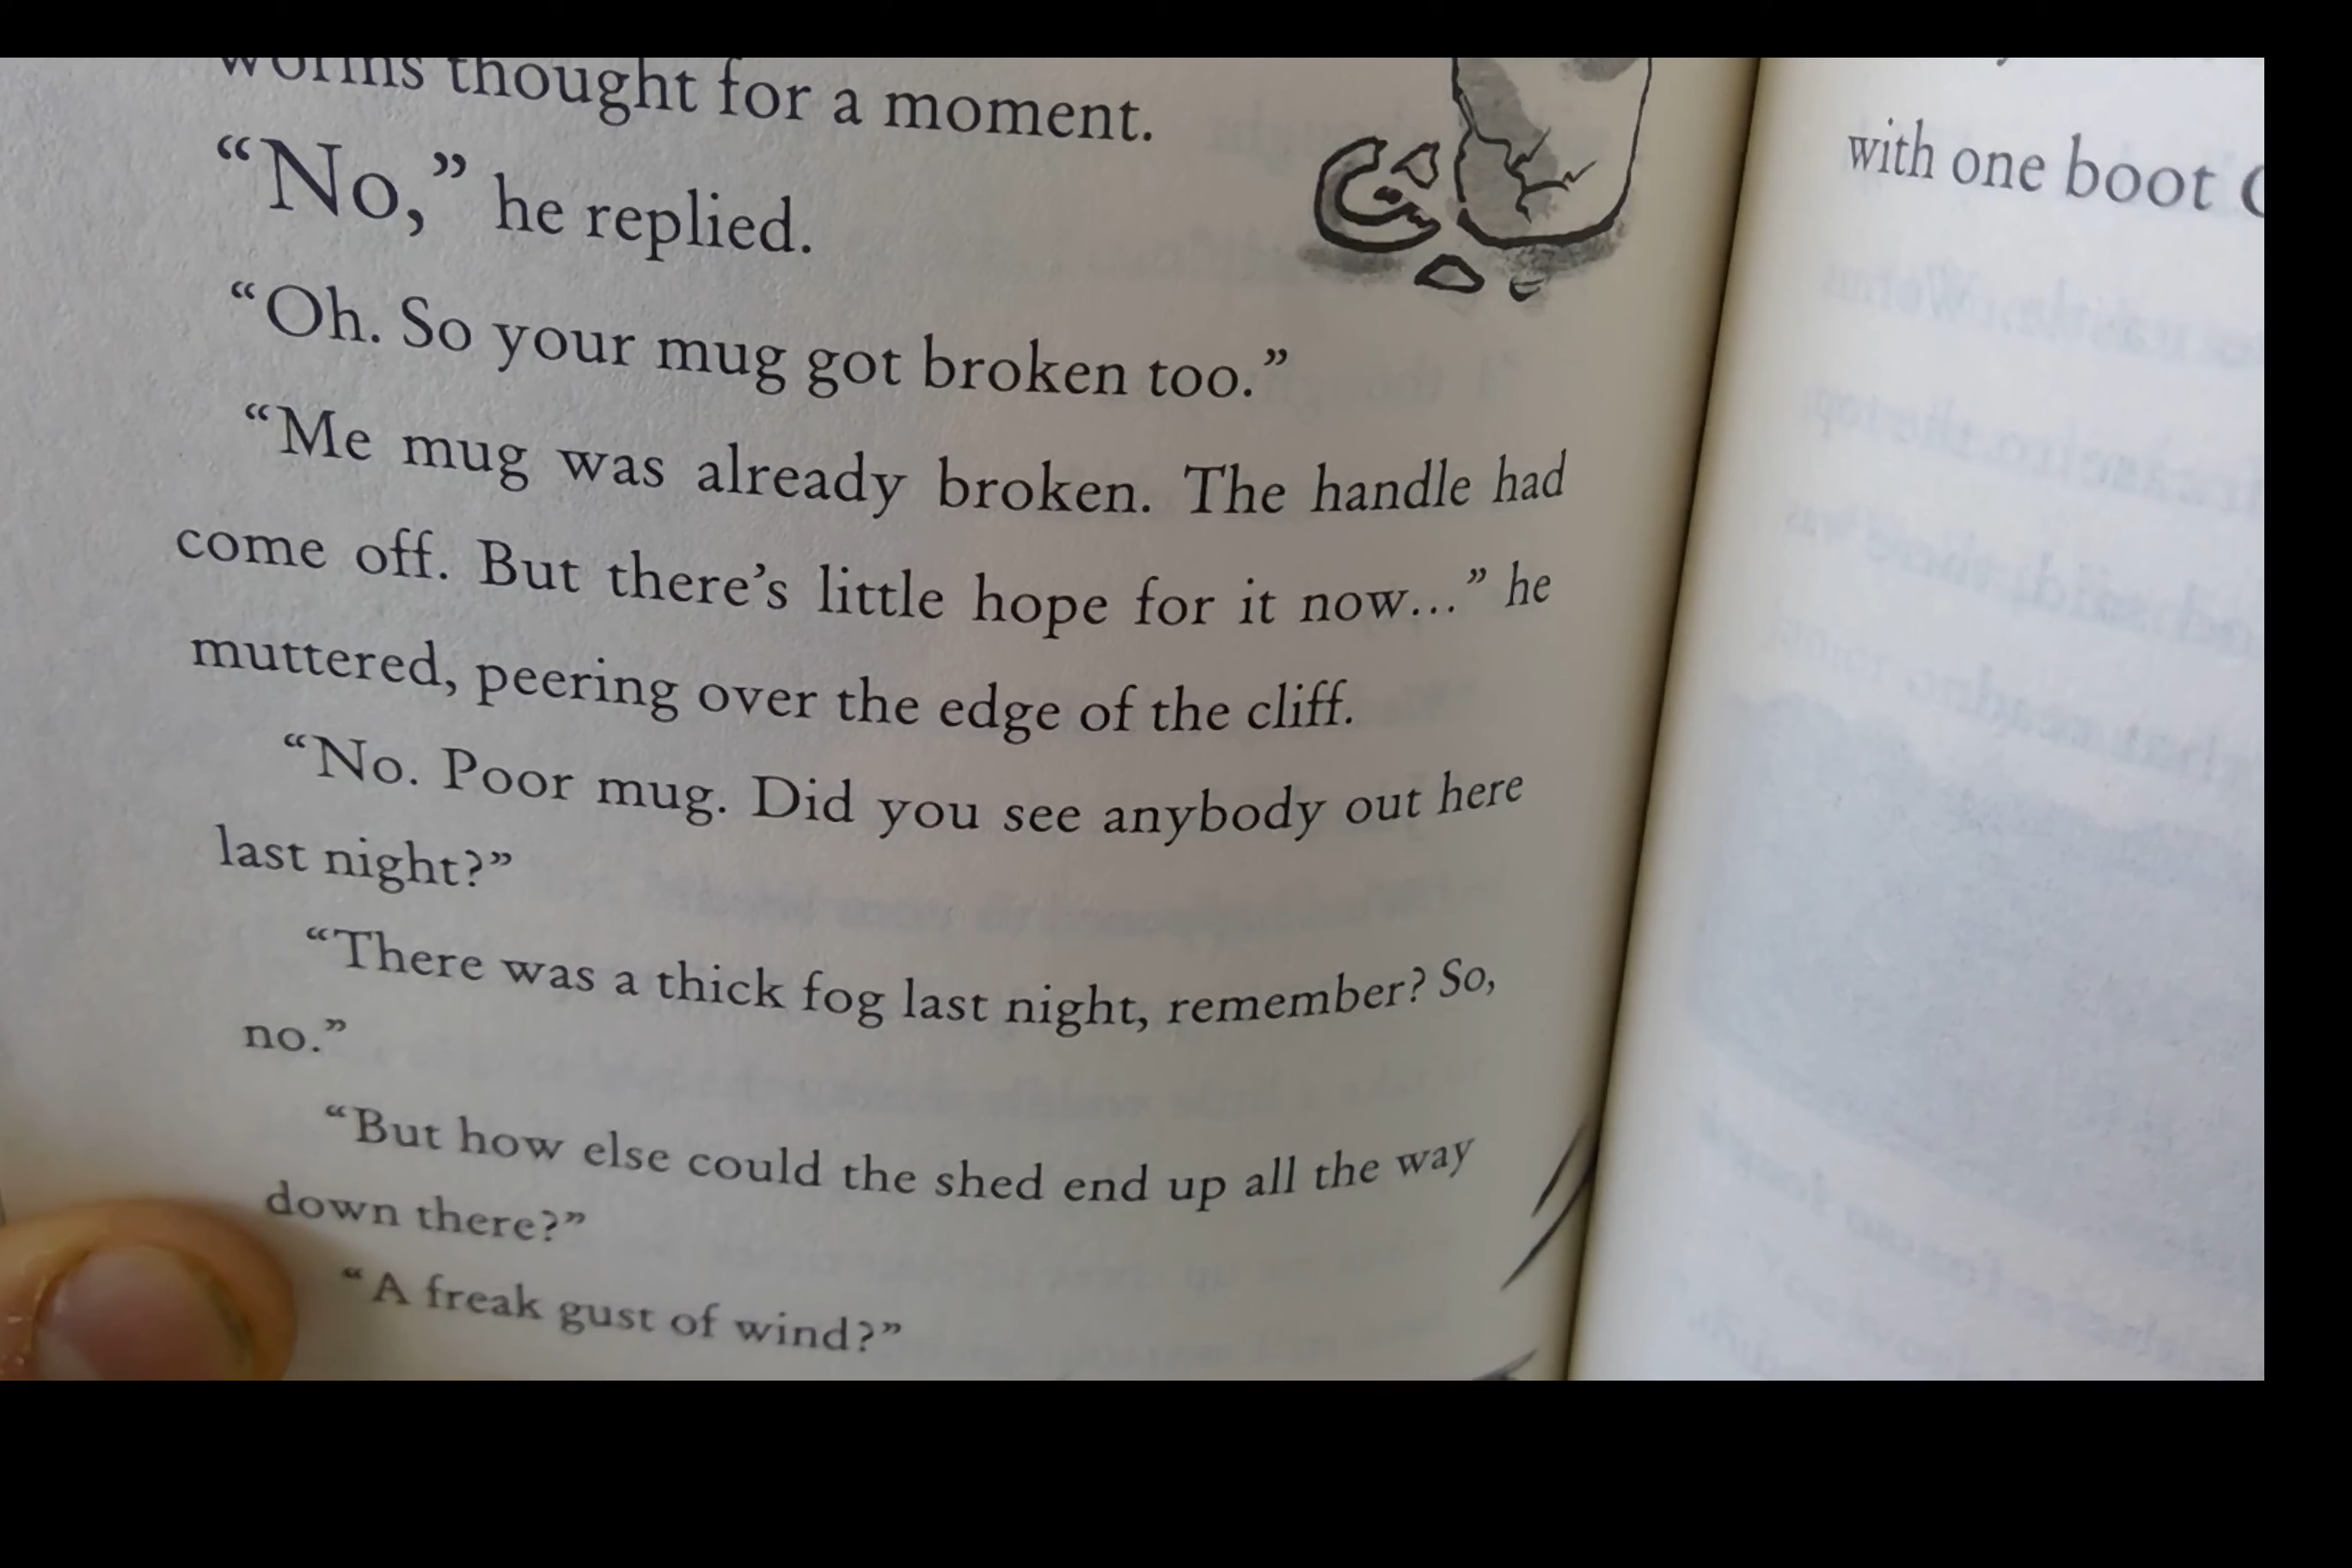 worms thought for a moment.
“No,” he replied.
“Oh. So your mug got broken too.”
“Me mug was already broken. The handle had
come off. But there’s little hope for it now...” he
muttered, peering over the edge of the cliff.
“No. Poor mug. Did you see anybody out here
last night?”
“There was a thick fog last night, remember? So,
no.”
“But how else could the shed end up all the way
down there?”
“A freak gust of wind?”
with one boot